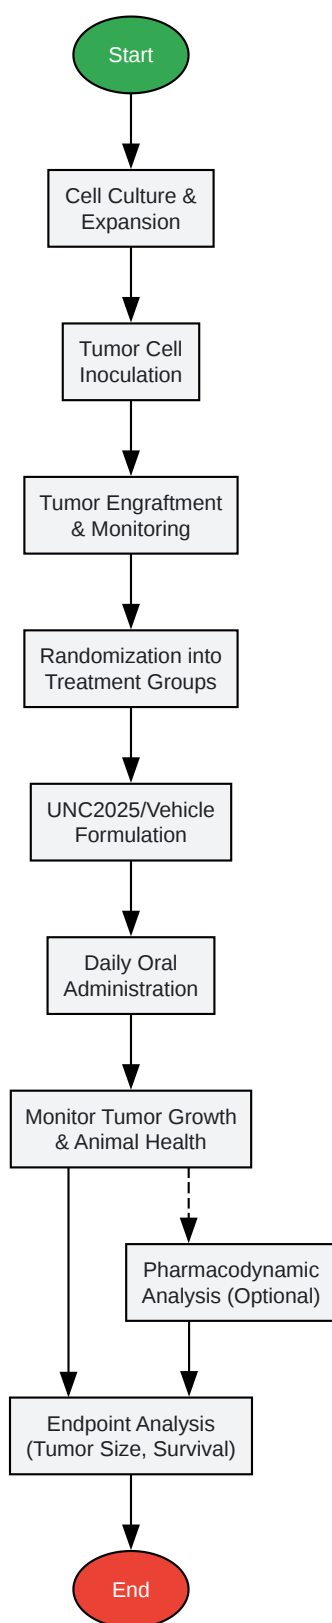 Start
Cell Culture &
Expansion
Tumor Cell
Inoculation
Tumor Engraftment
& Monitoring
Randomization into
Treatment Groups
UNC2025/Vehicle
Formulation
Daily Oral
Administration
Monitor Tumor Growth
& Animal Health
Pharmacodynamic
Analysis (Optional)
Endpoint Analysis
(Tumor Size, Survival)
End